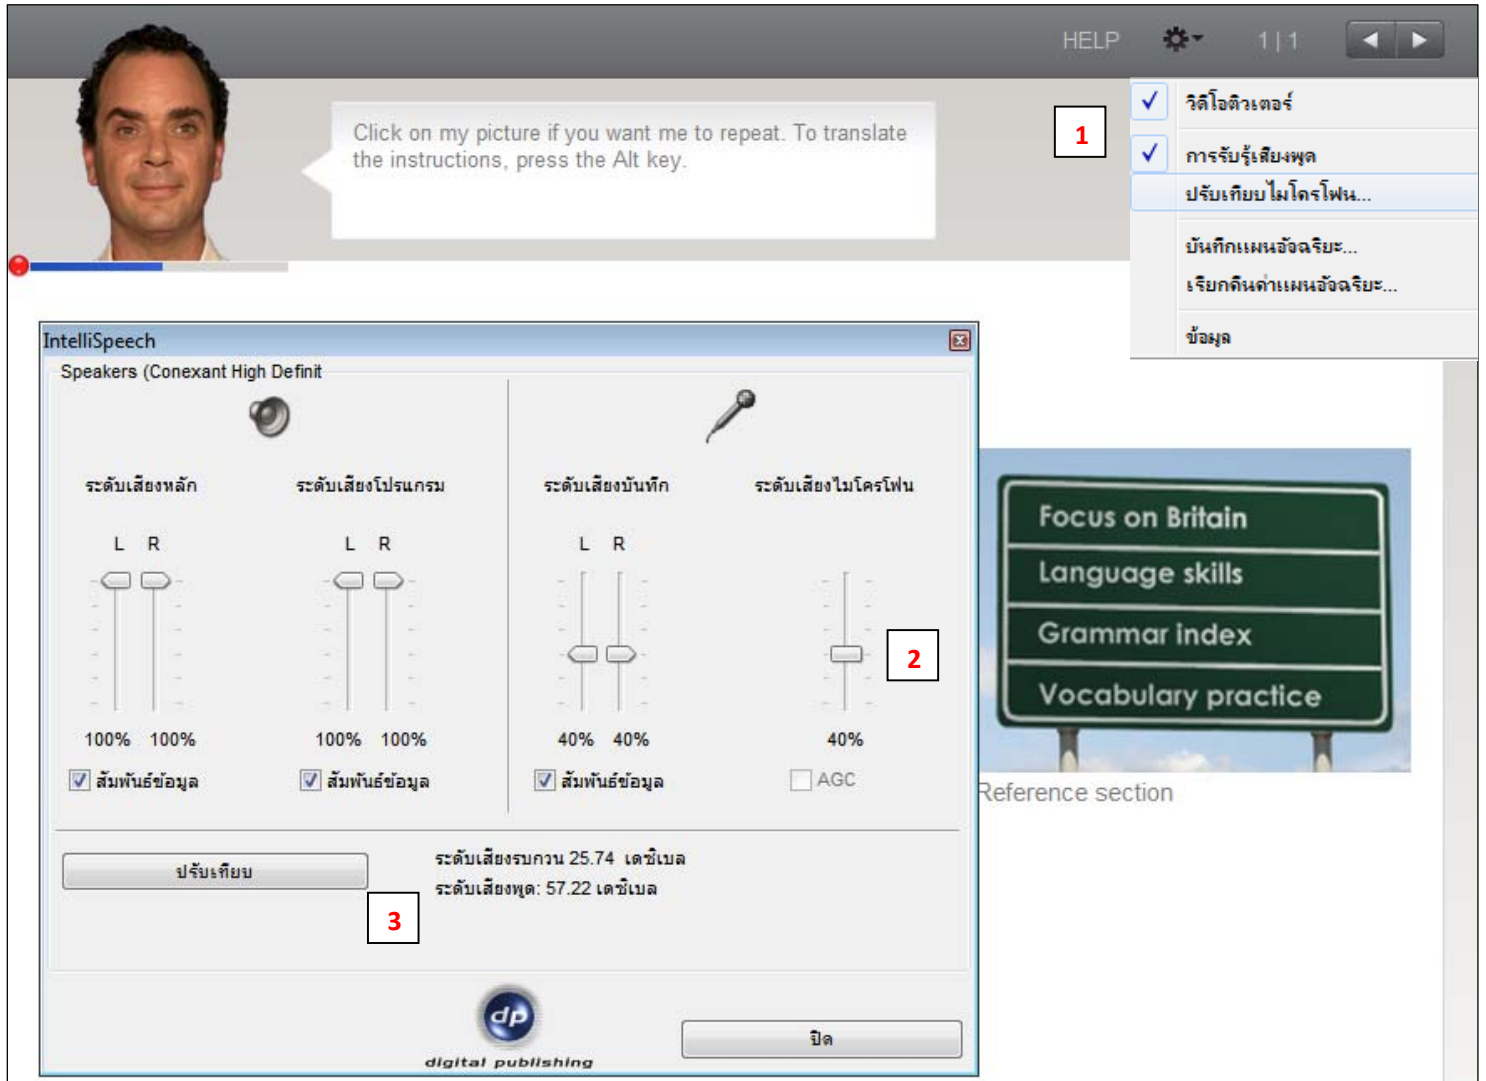 HELP
1 | 1
Click on my picture if you want me to repeat. To translate
the instructions, press the Alt key.
1
วิดีโอติวเตอร์
การรับรู้เสียงพูด
ปรับเทียบไมโครโฟน...
บันทึกแผนอัจฉริยะ...
เรียกคืนค่าแผนอัจฉริยะ...
ข้อมูล
IntelliSpeech
Speakers (Conexant High Definit
ระดับเสียงหลัก
ระดับเสียงโปรแกรม
ระดับเสียงบันทึก
ระดับเสียงไมโครโฟน
L R
L R
L R
2
100% 100%
100% 100%
40% 40%
40%
สัมพันธ์ข้อมูล
สัมพันธ์ข้อมูล
สัมพันธ์ข้อมูล
AGC
ปรับเทียบ
ระดับเสียงรบกวน 25.74 เดซิเบล
ระดับเสียงพูด: 57.22 เดซิเบล
3
dp
digital publishing
ปิด
Focus on Britain
Language skills
Grammar index
Vocabulary practice
Reference section